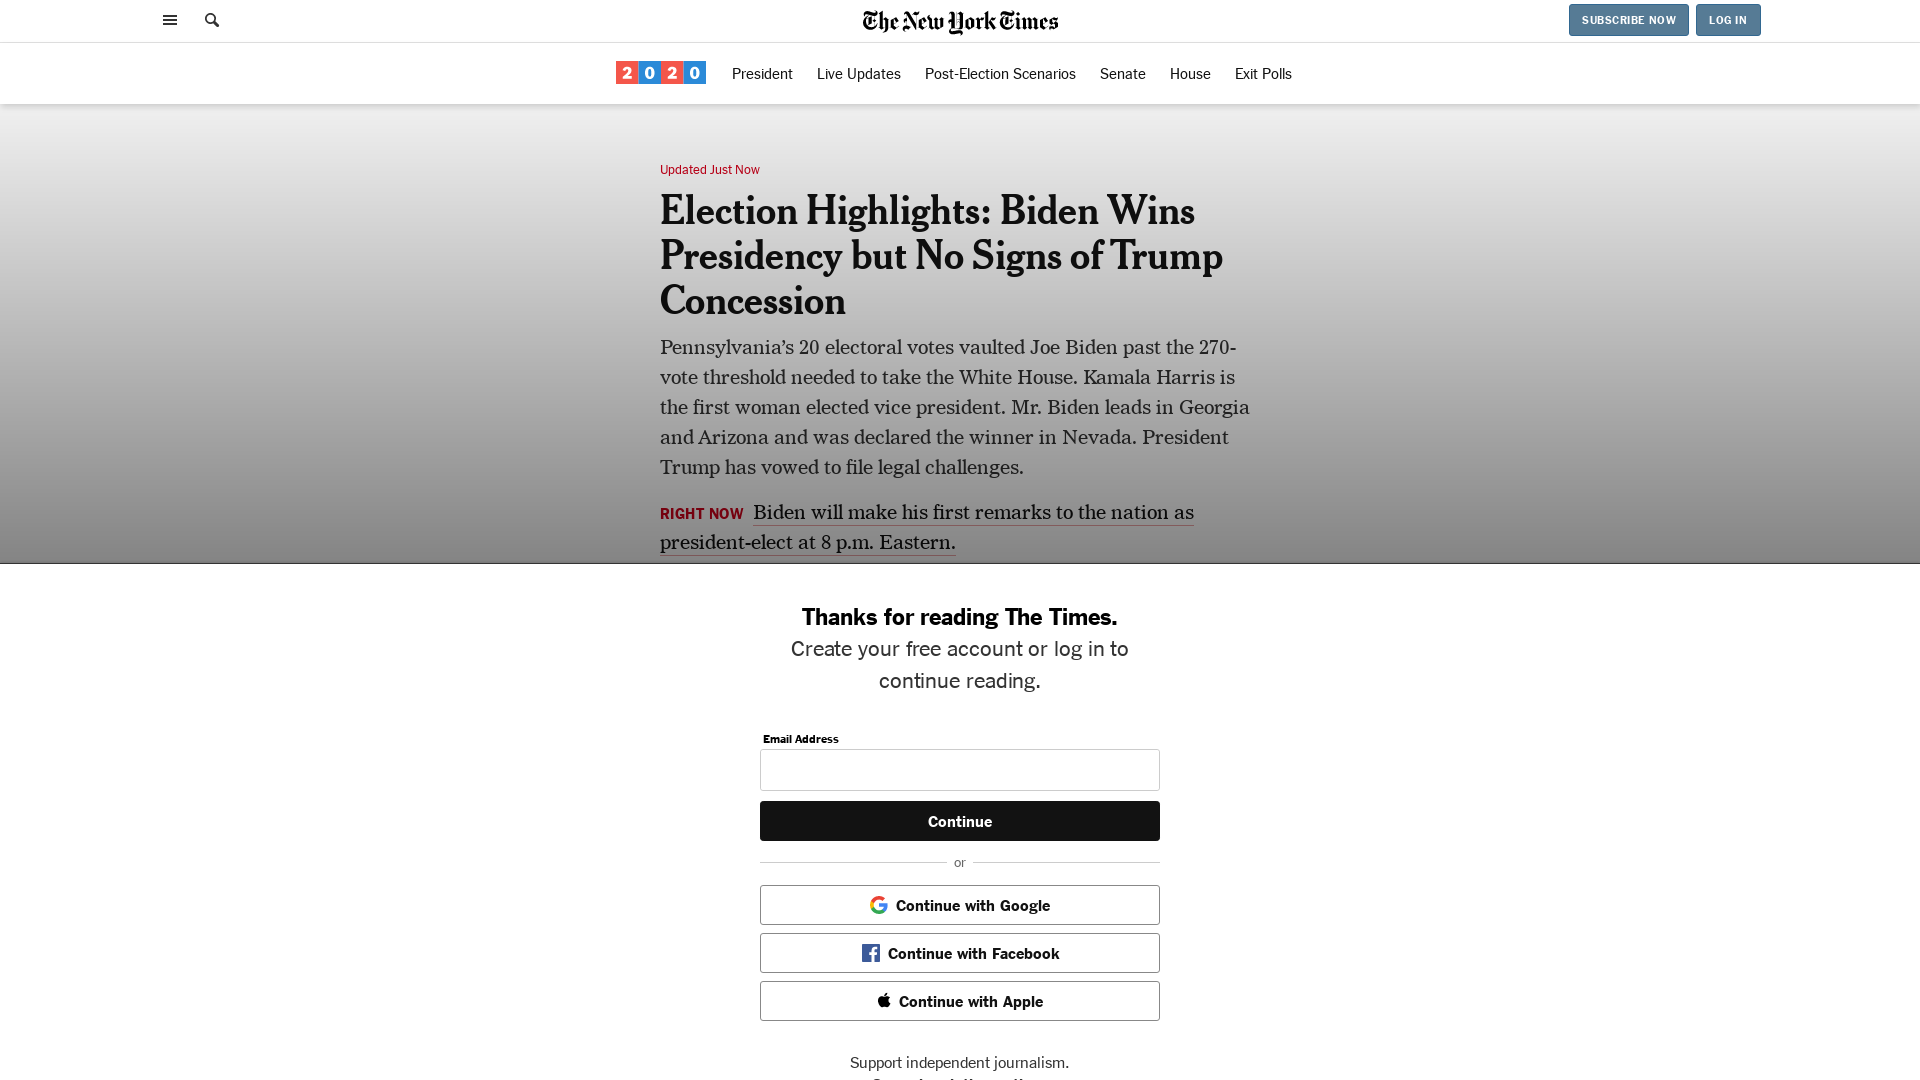 The New York Times
SUBSCRIBE NOW
LOG IN
2020
President
Live Updates
Post-Election Scenarios
Senate
House
Exit Polls
Updated Just Now
Election Highlights: Biden Wins
Presidency but No Signs of Trump
Concession
Pennsylvania’s 20 electoral votes vaulted Joe Biden past the 270-
vote threshold needed to take the White House. Kamala Harris is
the first woman elected vice president. Mr. Biden leads in Georgia
and Arizona and was declared the winner in Nevada. President
Trump has vowed to file legal challenges.
RIGHT NOW Biden will make his first remarks to the nation as
president-elect at 8 p.m. Eastern.
Thanks for reading The Times.
Create your free account or log in to
continue reading.
Email Address
Continue
or
Continue with Google
Continue with Facebook
Continue with Apple
Support independent journalism.